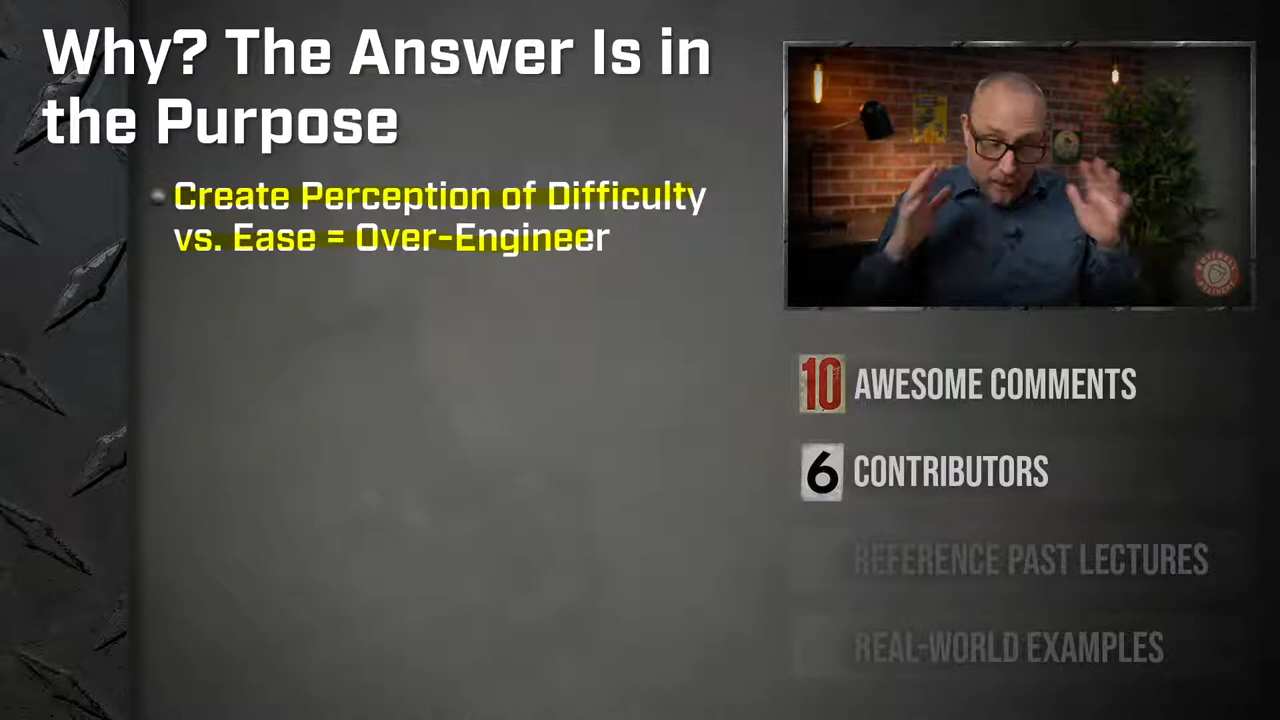 Why? The Answer Is in
the Purpose
Create Perception of Difficulty
vs. Ease = Over-Engineer
10 AWESOME COMMENTS
6 CONTRIBUTORS
REFERENCE PAST LECTURES
REAL-WORLD EXAMPLES